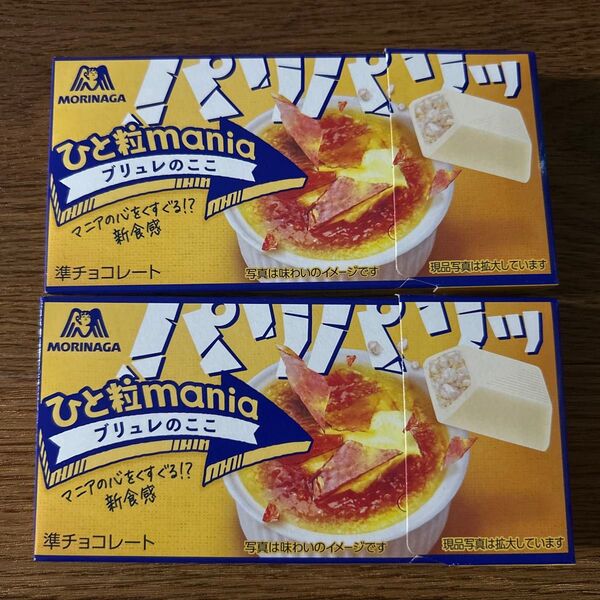 パリパリッ
MORINAGA
ひと粒mania
ブリュレのここ
マニアの心をくすぐる!?
新食感
準チョコレート
写真は味わいのイメージです
現品写真は拡大しています
パリパリッ
MORINAGA
ひと粒mania
ブリュレのここ
マニアの心をくすぐる!?
新食感
準チョコレート
写真は味わいのイメージです
現品写真は拡大しています